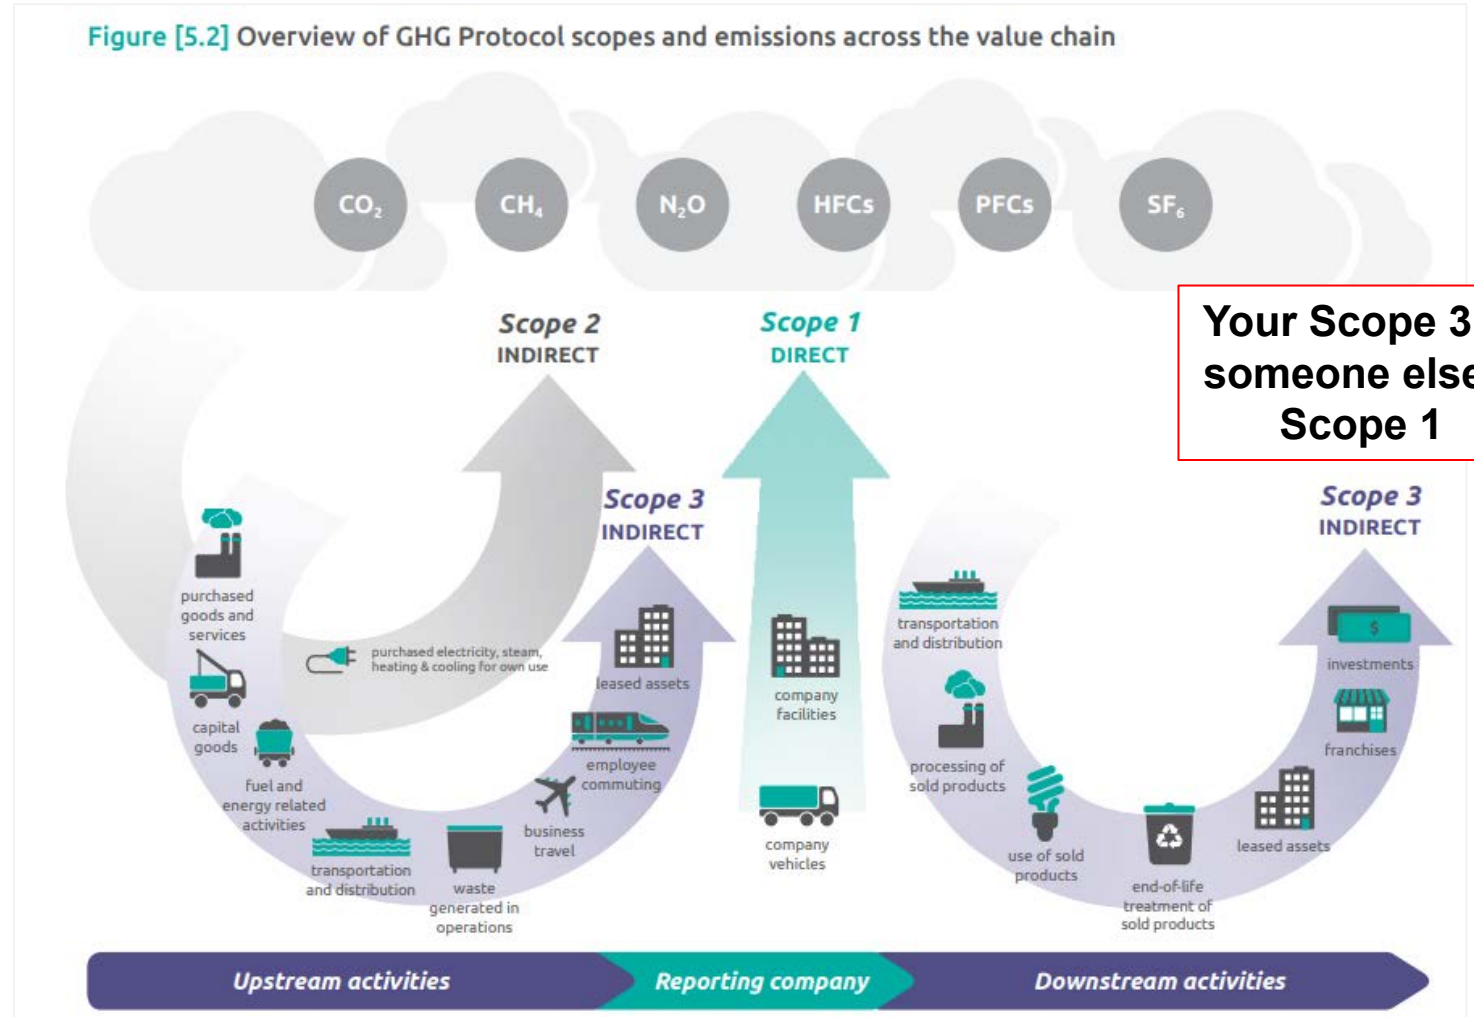 Figure [5.2] Overview of GHG Protocol scopes and emissions across the value chain
CO₂
CH₄
N₂O
HFCs
PFCs
SF₆
Scope 2
INDIRECT
Scope 1
DIRECT
Your Scope 3
someone else
Scope 1
Scope 3
INDIRECT
Scope 3
INDIRECT
purchased
goods and
services
purchased electricity, steam,
heating & cooling for own use
capital
goods
fuel and
energy related
activities
transportation
and distribution
waste
generated in
operations
business
travel
employee
commuting
leased assets
company
facilities
company
vehicles
transportation
and distribution
processing of
sold products
use of sold
products
end-of-life
treatment of
sold products
leased assets
franchises
$
investments
Upstream activities
Reporting company
Downstream activities